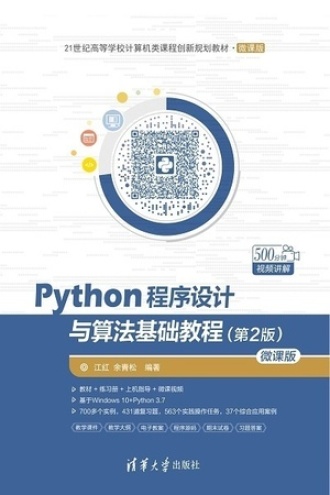 21世纪高等学校计算机类课程创新规划教材·微课版
500分钟
视频讲解
Python程序设计
与算法基础教程(第2版)
微课版
江红 余青松 编著
教材+练习册+上机指导+微课视频
基于Windows 10+Python 3.7
700多个实例,431道复习题,563个实践操作任务,37个综合应用案例
教学课件 教学大纲 电子教案 程序源码 期末试卷 习题答案
清华大学出版社